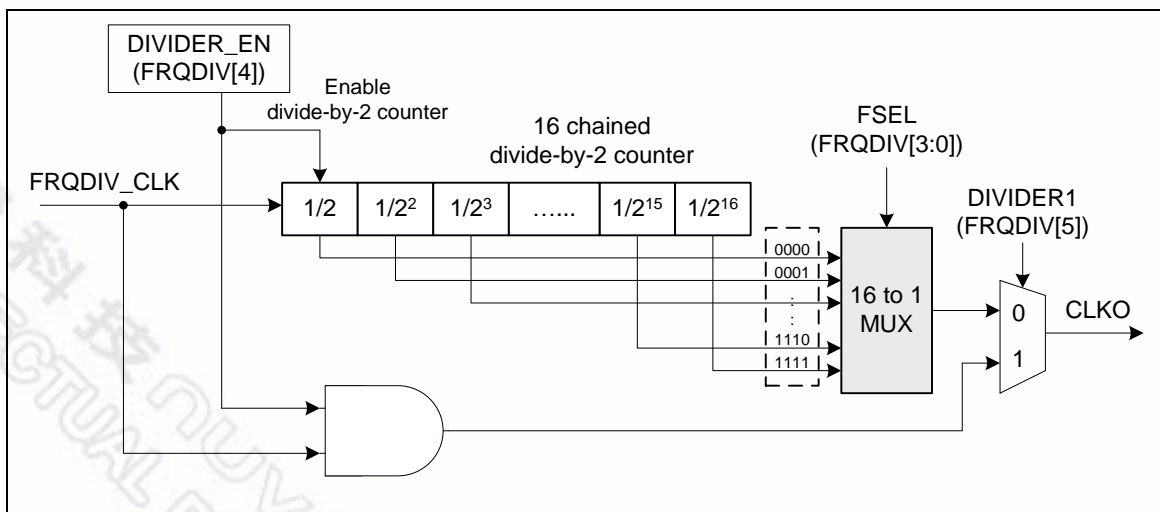 DIVIDER_EN
(FRQDIV[4])
Enable
divide-by-2 counter
16 chained
divide-by-2 counter
FSEL
(FRQDIV[3:0])
DIVIDER1
(FRQDIV[5])
FRQDIV_CLK
1/2
1/2²
1/2³
…...
1/2¹⁵
1/2¹⁶
0000
0001
:
:
1110
1111
16 to 1
MUX
0
1
CLKO
科技